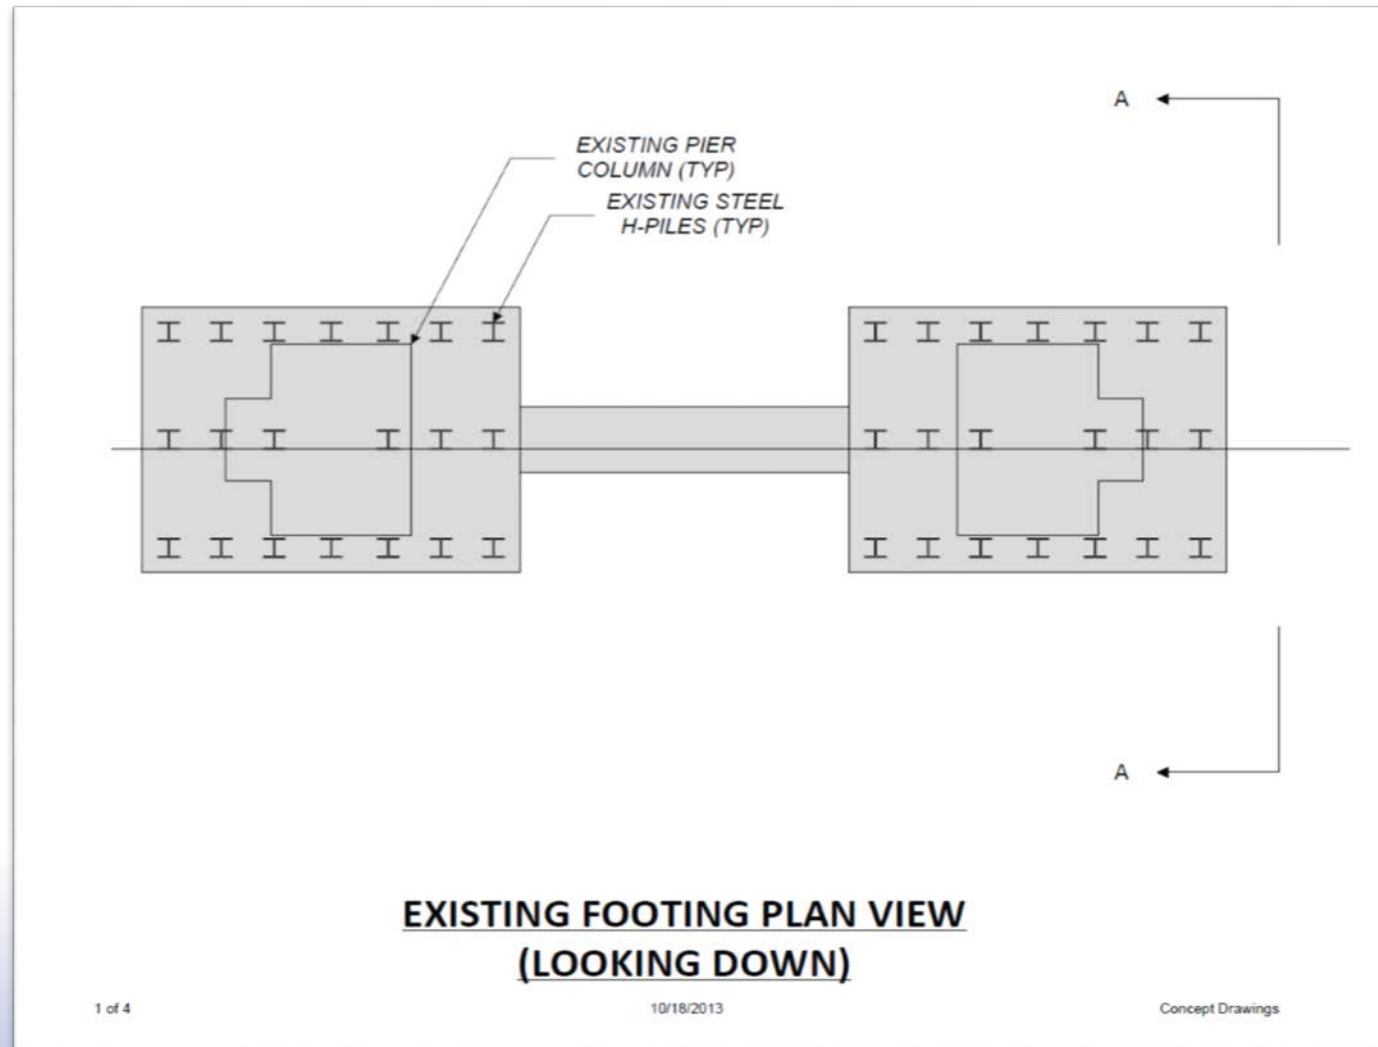 A
EXISTING PIER
COLUMN (TYP)
EXISTING STEEL
H-PILES (TYP)
A
EXISTING FOOTING PLAN VIEW
(LOOKING DOWN)
1 of 4
10/18/2013
Concept Drawings